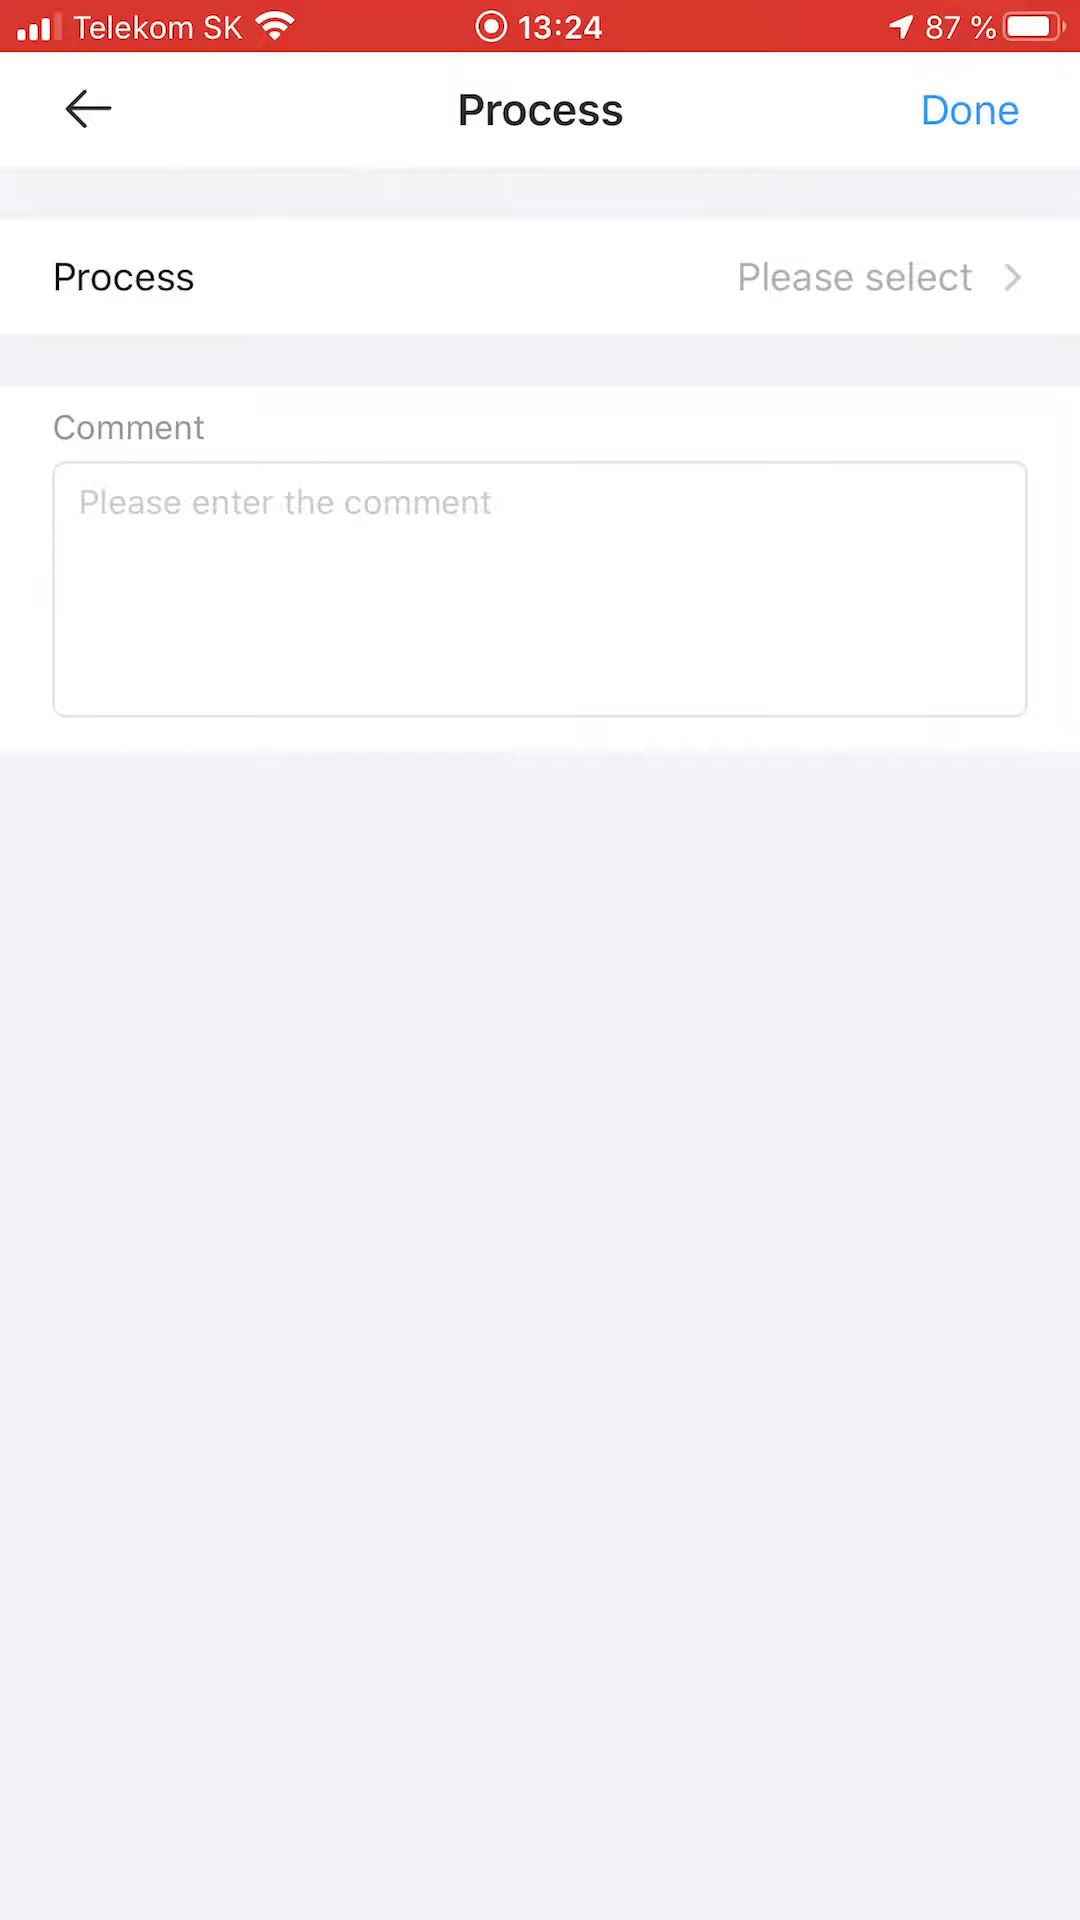 Telekom SK 13:24 87 %
Process Done
Process Please select
Comment
Please enter the comment